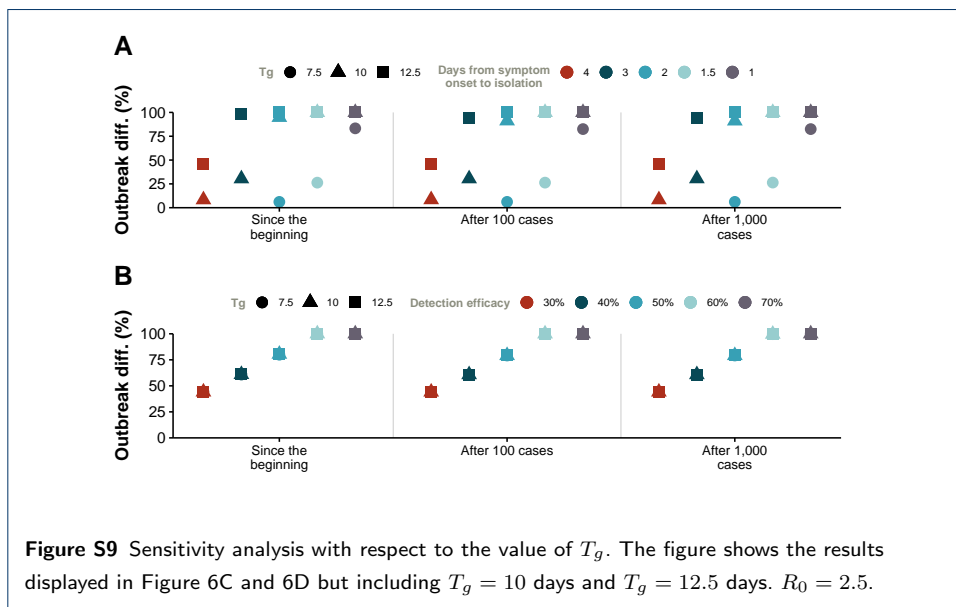 A
Tg 7.5 10 12.5 Days from symptom onset to isolation 4 3 2 1.5 1
Outbreak diff. (%)
100
75
50
25
0
Since the beginning
After 100 cases
After 1,000 cases
B
Tg 7.5 10 12.5 Detection efficacy 30% 40% 50% 60% 70%
Outbreak diff. (%)
100
75
50
25
0
Since the beginning
After 100 cases
After 1,000 cases
Figure S9 Sensitivity analysis with respect to the value of T_g. The figure shows the results
displayed in Figure 6C and 6D but including T_g = 10 days and T_g = 12.5 days. R_0 = 2.5.